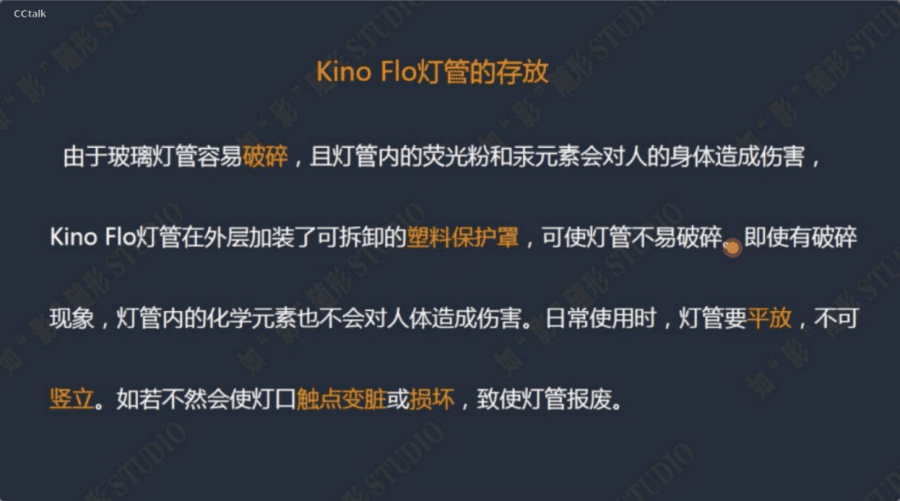 CCtalk
Kino Flo灯管的存放
由于玻璃灯管容易破碎，且灯管内的荧光粉和汞元素会对人的身体造成伤害，
Kino Flo灯管在外层加装了可拆卸的塑料保护罩，可使灯管不易破碎。即使有破碎
现象，灯管内的化学元素也不会对人体造成伤害。日常使用时，灯管要平放，不可
竖立。如若不然会使灯口触点变脏或损坏，致使灯管报废。
如“影”随形 STUDIO